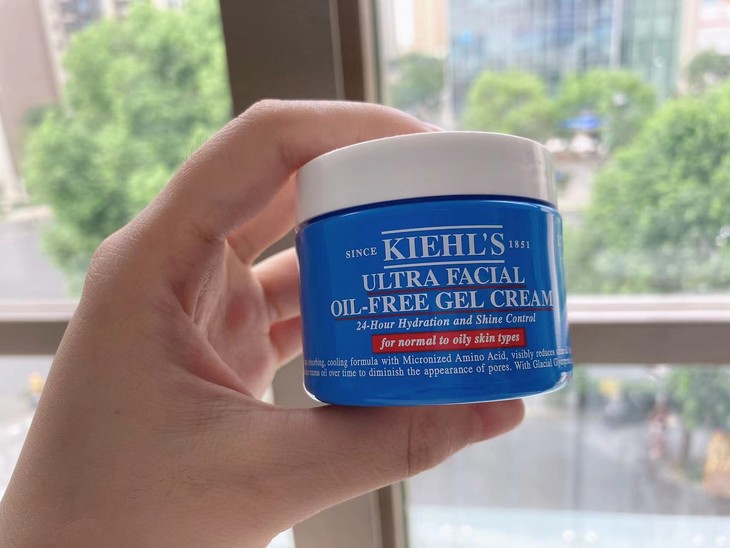 SINCE KIEHL'S 1851
ULTRA FACIAL
OIL-FREE GEL CREAM
24-Hour Hydration and Shine Control
for normal to oily skin types
cooling formula with Micronized Amino Acid, visibly reduces
oil over time to diminish the appearance of pores. With Glacial